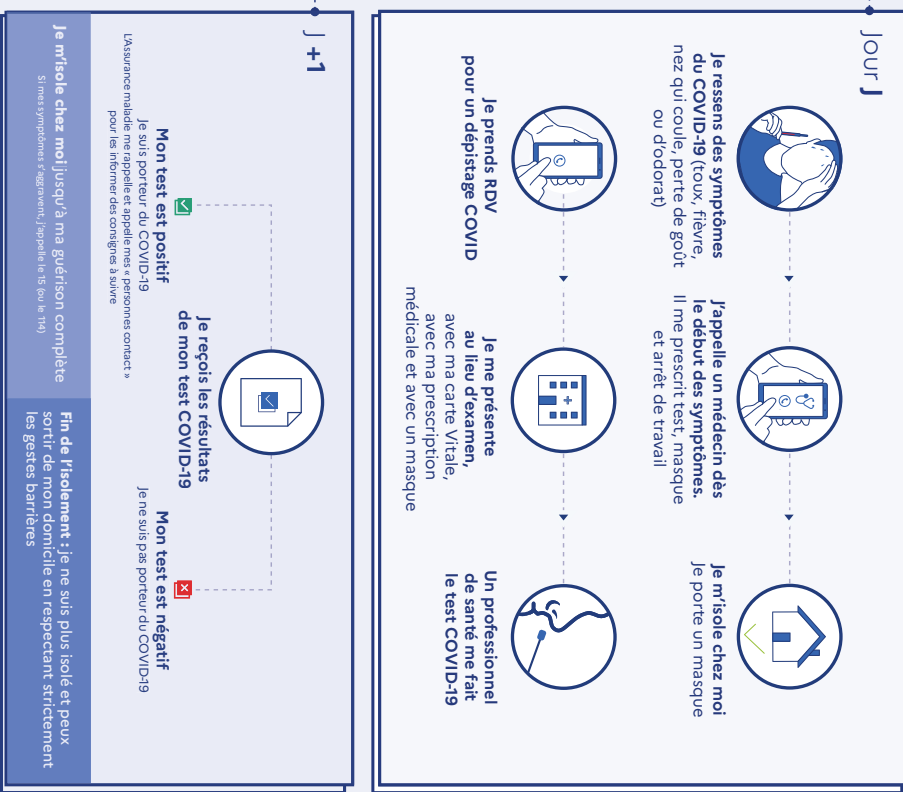 Jour J
Je ressens des symptômes
du COVID-19 (toux, fièvre,
nez qui coule, perte de goût
ou d'odorat)
J'appelle un médecin dès
le début des symptômes.
Il me prescrit test, masque
et arrêt de travail
Je m'isole chez moi
Je porte un masque
Je prends RDV
pour un dépistage COVID
Je me présente
au lieu d'examen,
avec ma carte Vitale,
avec ma prescription
médicale et avec un masque
Un professionnel
de santé me fait
le test COVID-19
J +1
Je reçois les résultats
de mon test COVID-19
Mon test est positif
Je suis porteur du COVID-19
L'Assurance maladie me rappelle et appelle mes « personnes contact »
pour les informer des consignes à suivre
Mon test est négatif
Je ne suis pas porteur du COVID-19
Je m'isole chez moi jusqu'à ma guérison complète
Si mes symptômes s'aggravent, j'appelle le 15 (ou le 114)
Fin de l'isolement : je ne suis plus isolé et peux
sortir de mon domicile en respectant strictement
les gestes barrières